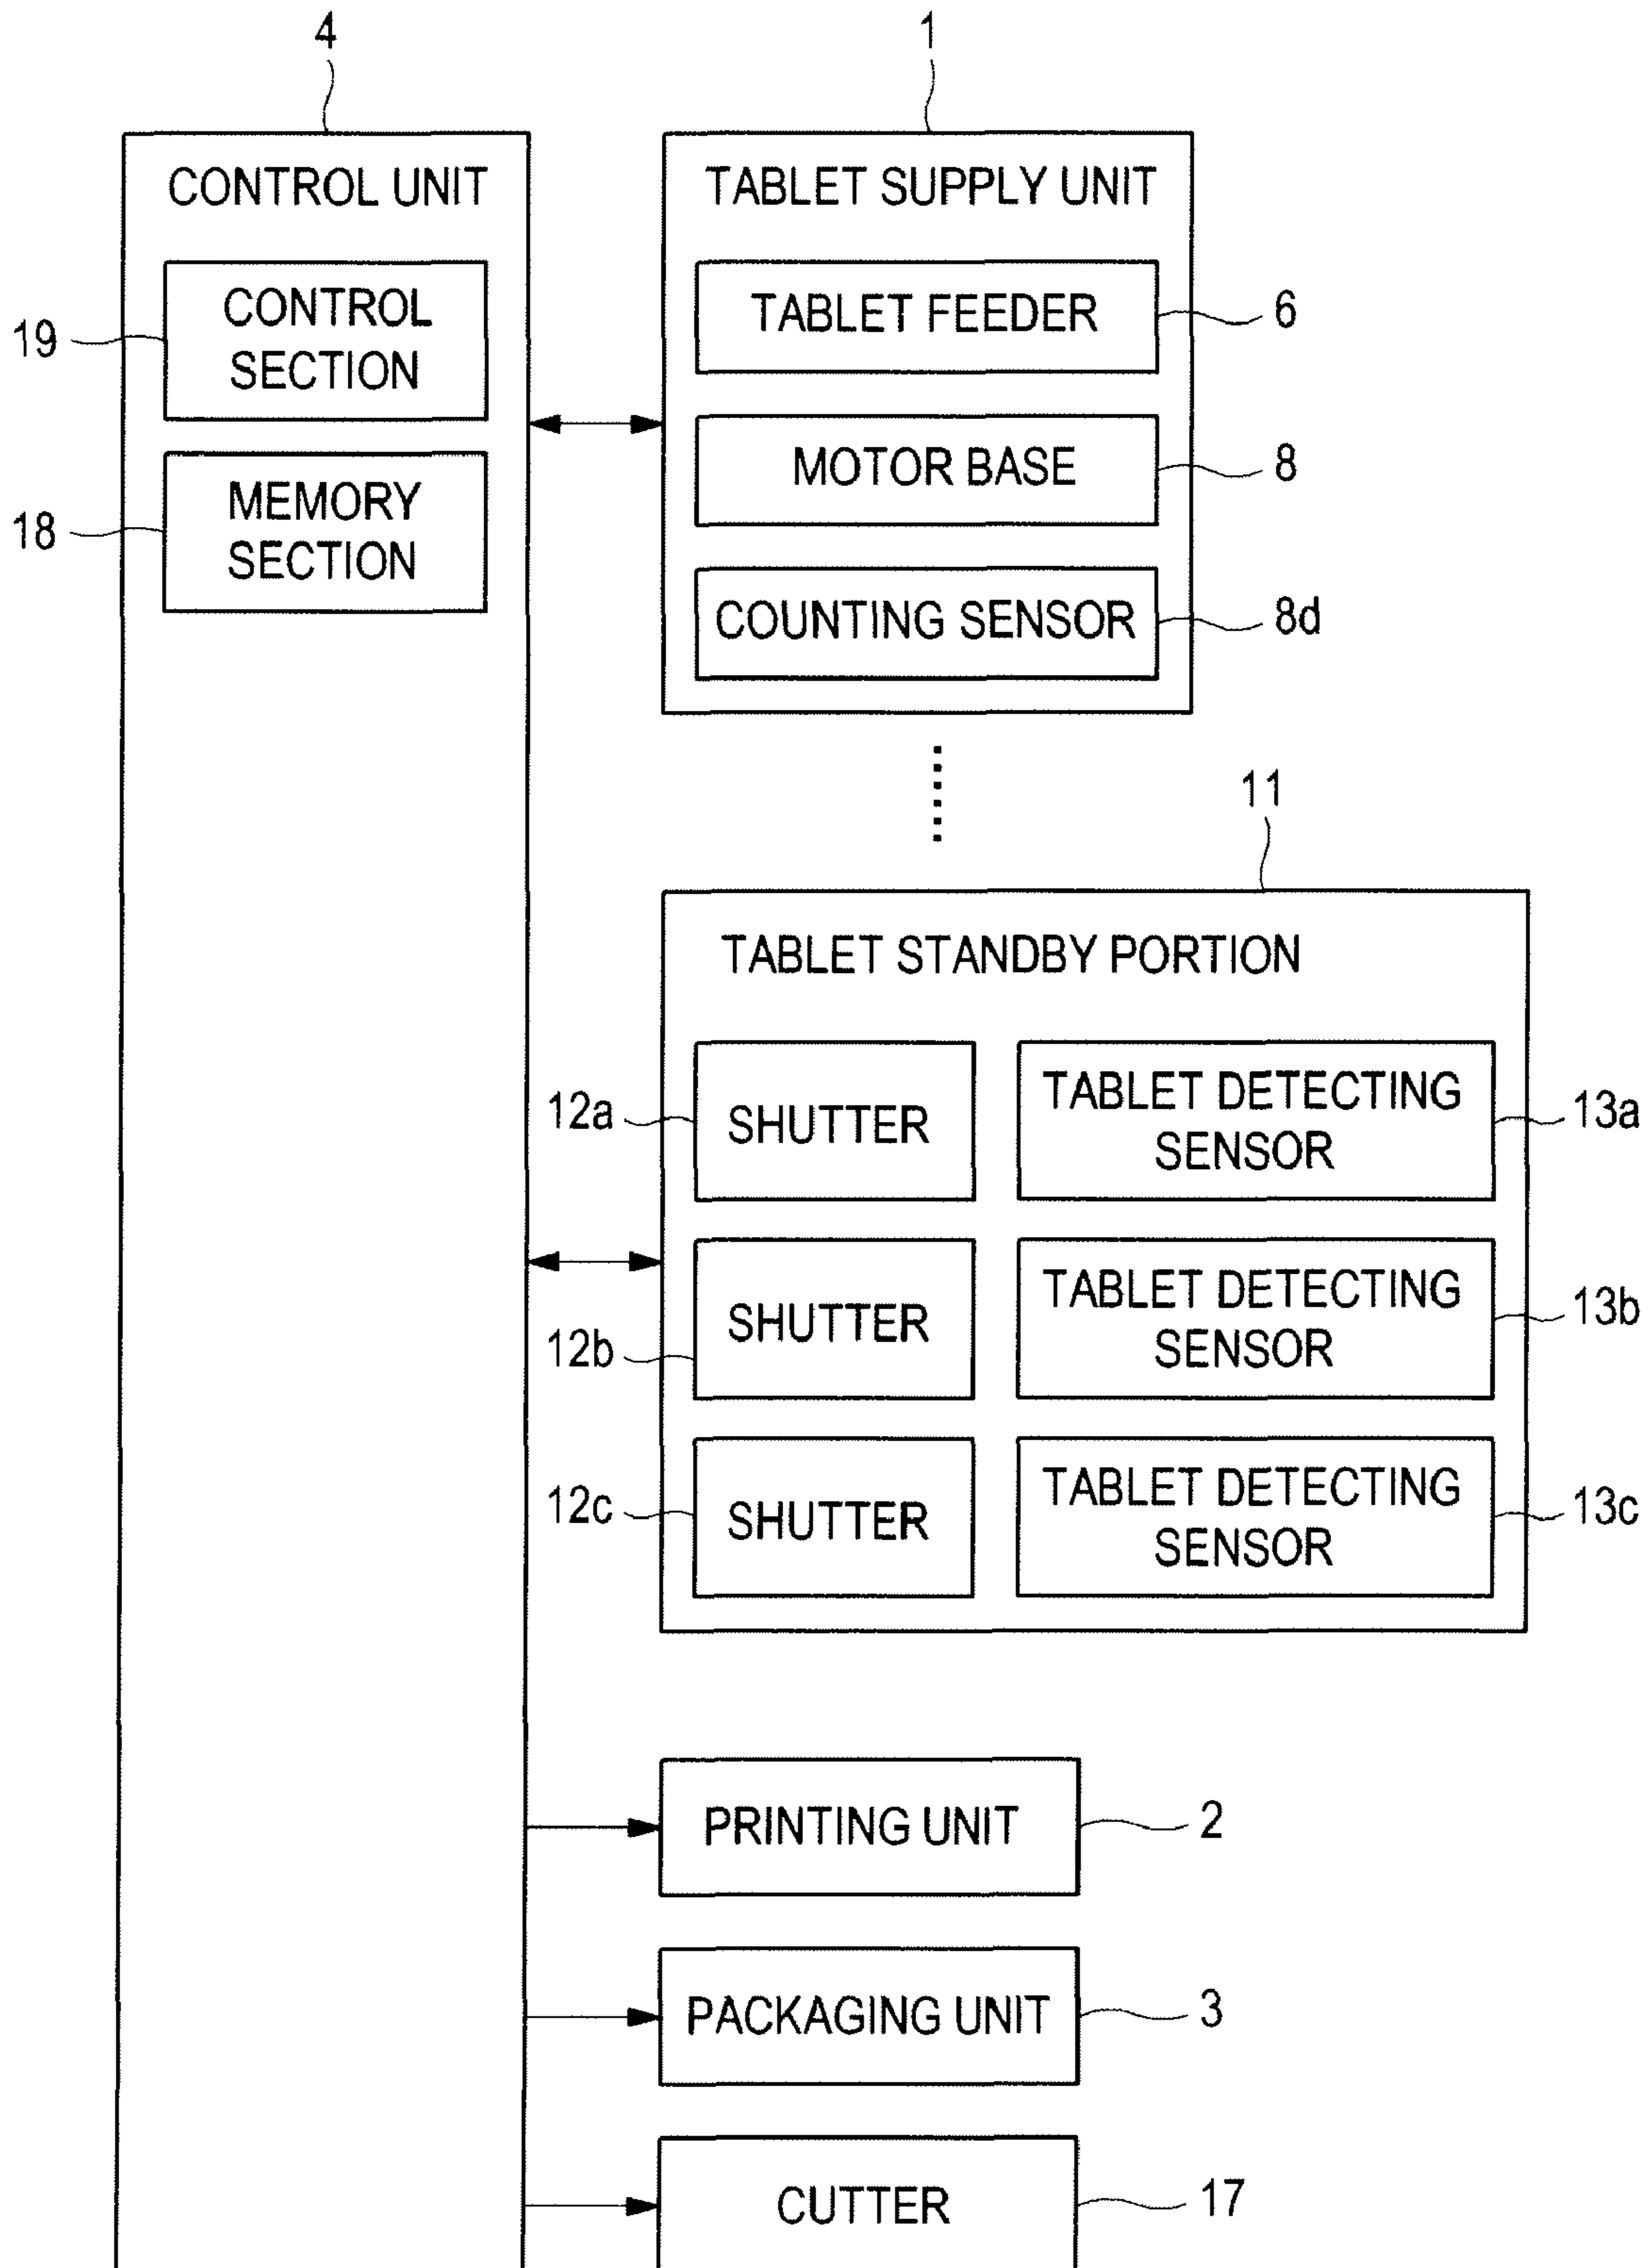 4
1
CONTROL UNIT
TABLET SUPPLY UNIT
CONTROL
SECTION
19
TABLET FEEDER
6
MEMORY
SECTION
18
MOTOR BASE
8
COUNTING SENSOR
8d
11
TABLET STANDBY PORTION
12a
SHUTTER
TABLET DETECTING
SENSOR
13a
12b
SHUTTER
TABLET DETECTING
SENSOR
13b
12c
SHUTTER
TABLET DETECTING
SENSOR
13c
PRINTING UNIT
2
PACKAGING UNIT
3
CUTTER
17